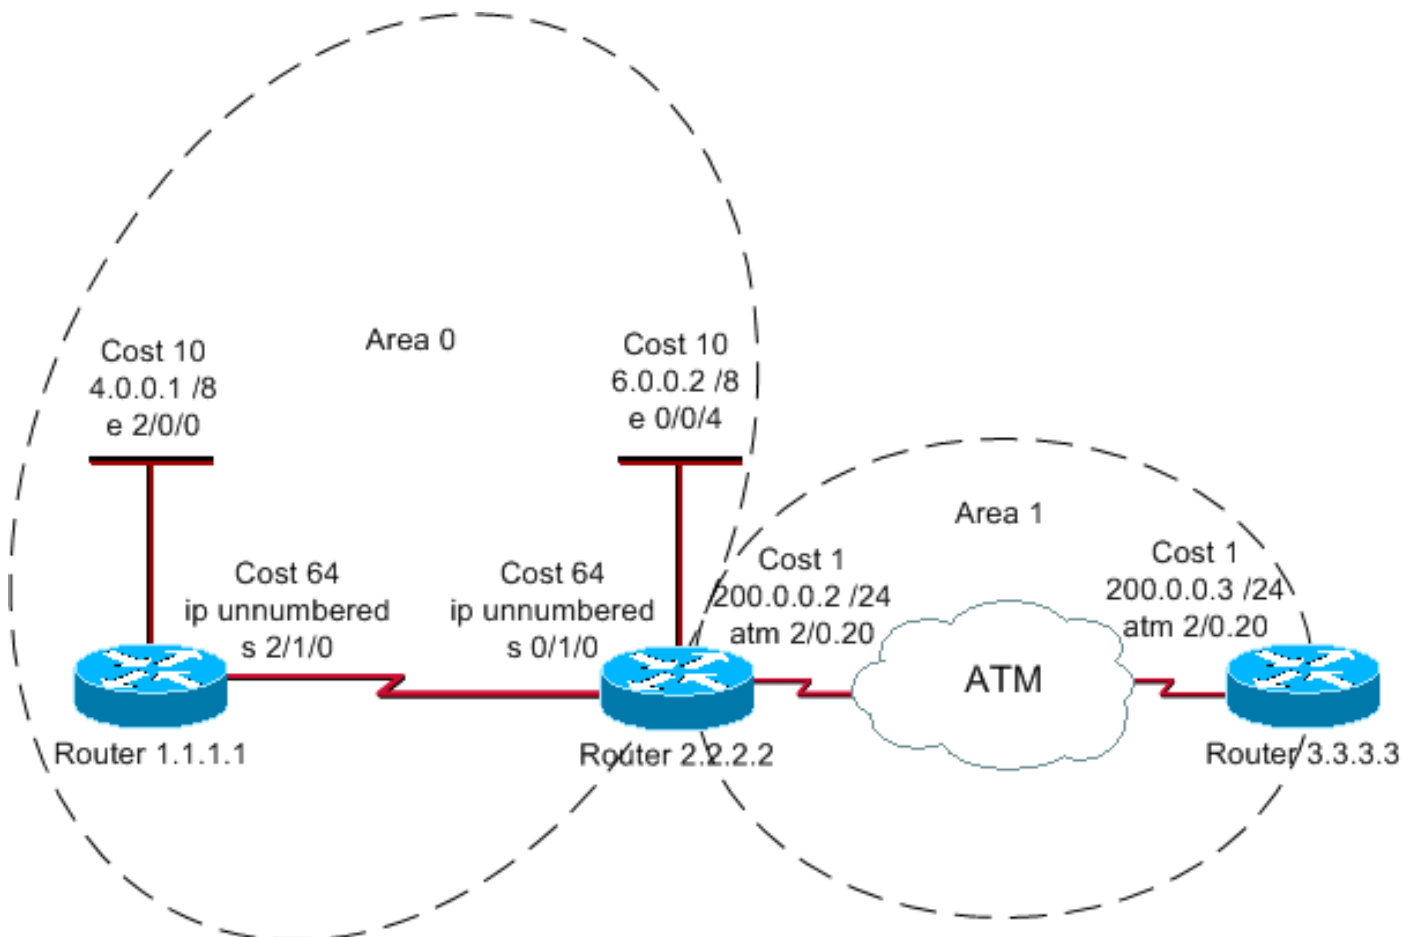 Area 0
Cost 10
4.0.0.1 /8
e 2/0/0
Cost 10
6.0.0.2 /8
e 0/0/4
Area 1
Cost 64
ip unnumbered
s 2/1/0
Cost 64
ip unnumbered
s 0/1/0
Cost 1
200.0.0.2 /24
atm 2/0.20
Cost 1
200.0.0.3 /24
atm 2/0.20
ATM
Router 1.1.1.1
Router 2.2.2.2
Router 3.3.3.3